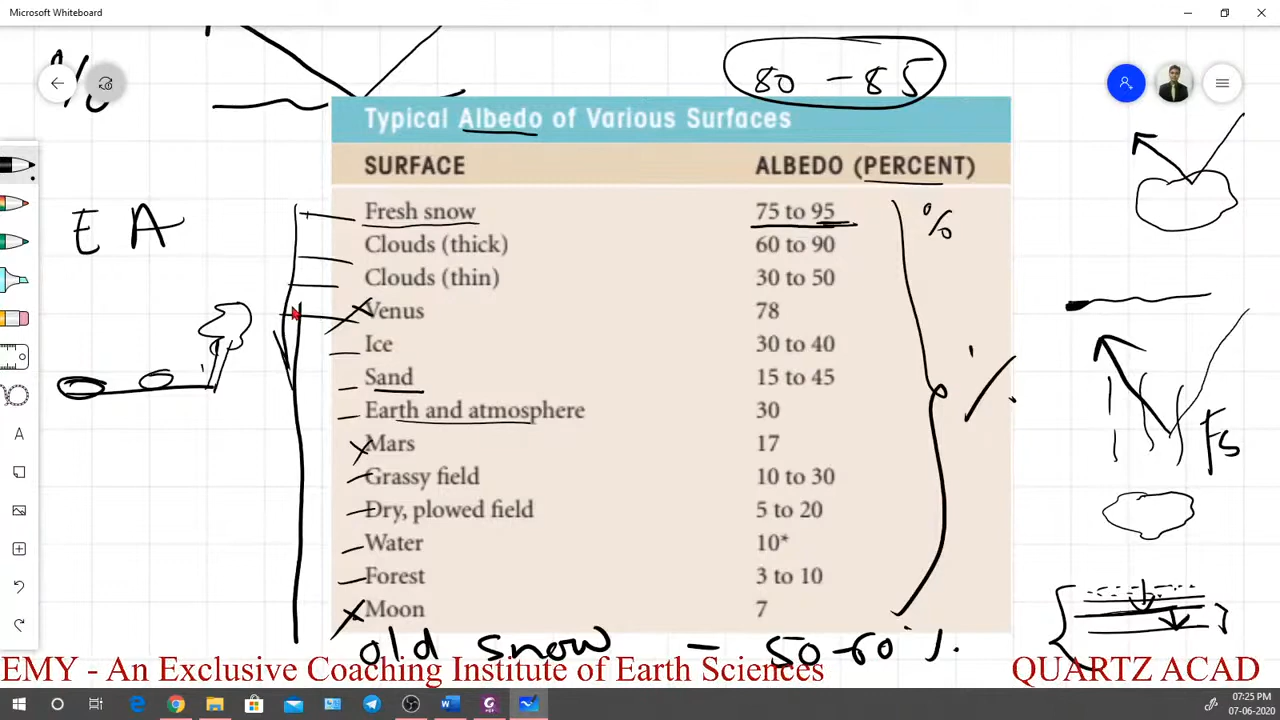 Microsoft Whiteboard
%
80 - 85
Typical Albedo of Various Surfaces
SURFACE ALBEDO (PERCENT)
Fresh snow 75 to 95 %
Clouds (thick) 60 to 90
E A
Clouds (thin) 30 to 50
Venus 78
Ice 30 to 40
Sand 15 to 45
Earth and atmosphere 30
Mars 17
FS
Grassy field 10 to 30
Dry, plowed field 5 to 20
Water 10*
Forest 3 to 10
Moon 7
old snow - 50-60%.
EMY - An Exclusive Coaching Institute of Earth Sciences
QUARTZ ACAD
07:25 PM
07-06-2020